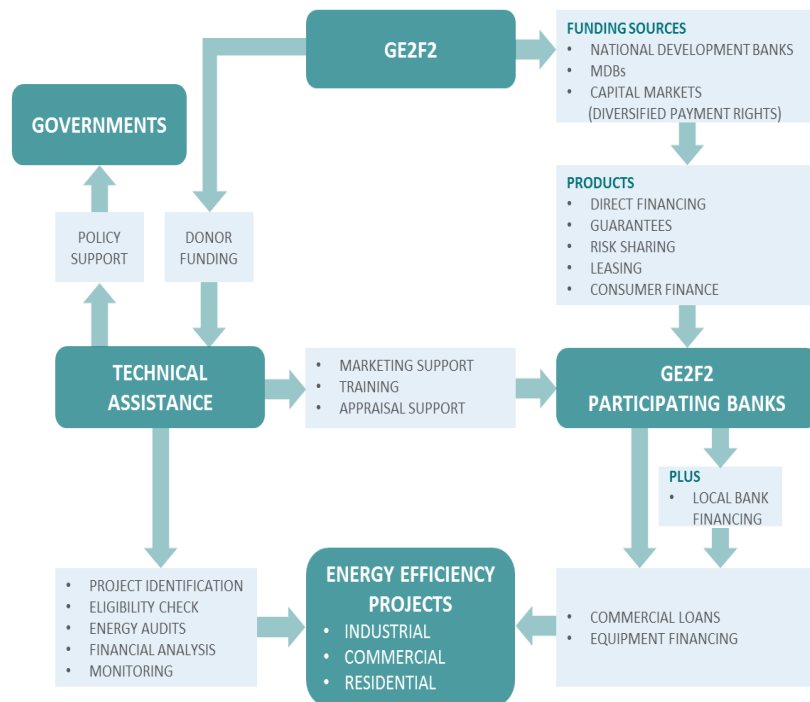 GE2F2
FUNDING SOURCES
• NATIONAL DEVELOPMENT BANKS
• MDBs
• CAPITAL MARKETS
(DIVERSIFIED PAYMENT RIGHTS)
GOVERNMENTS
POLICY
SUPPORT
DONOR
FUNDING
PRODUCTS
• DIRECT FINANCING
• GUARANTEES
• RISK SHARING
• LEASING
• CONSUMER FINANCE
TECHNICAL
ASSISTANCE
• MARKETING SUPPORT
• TRAINING
• APPRAISAL SUPPORT
GE2F2
PARTICIPATING BANKS
PLUS
• LOCAL BANK
FINANCING
• PROJECT IDENTIFICATION
• ELIGIBILITY CHECK
• ENERGY AUDITS
• FINANCIAL ANALYSIS
• MONITORING
ENERGY EFFICIENCY
PROJECTS
• INDUSTRIAL
• COMMERCIAL
• RESIDENTIAL
• COMMERCIAL LOANS
• EQUIPMENT FINANCING